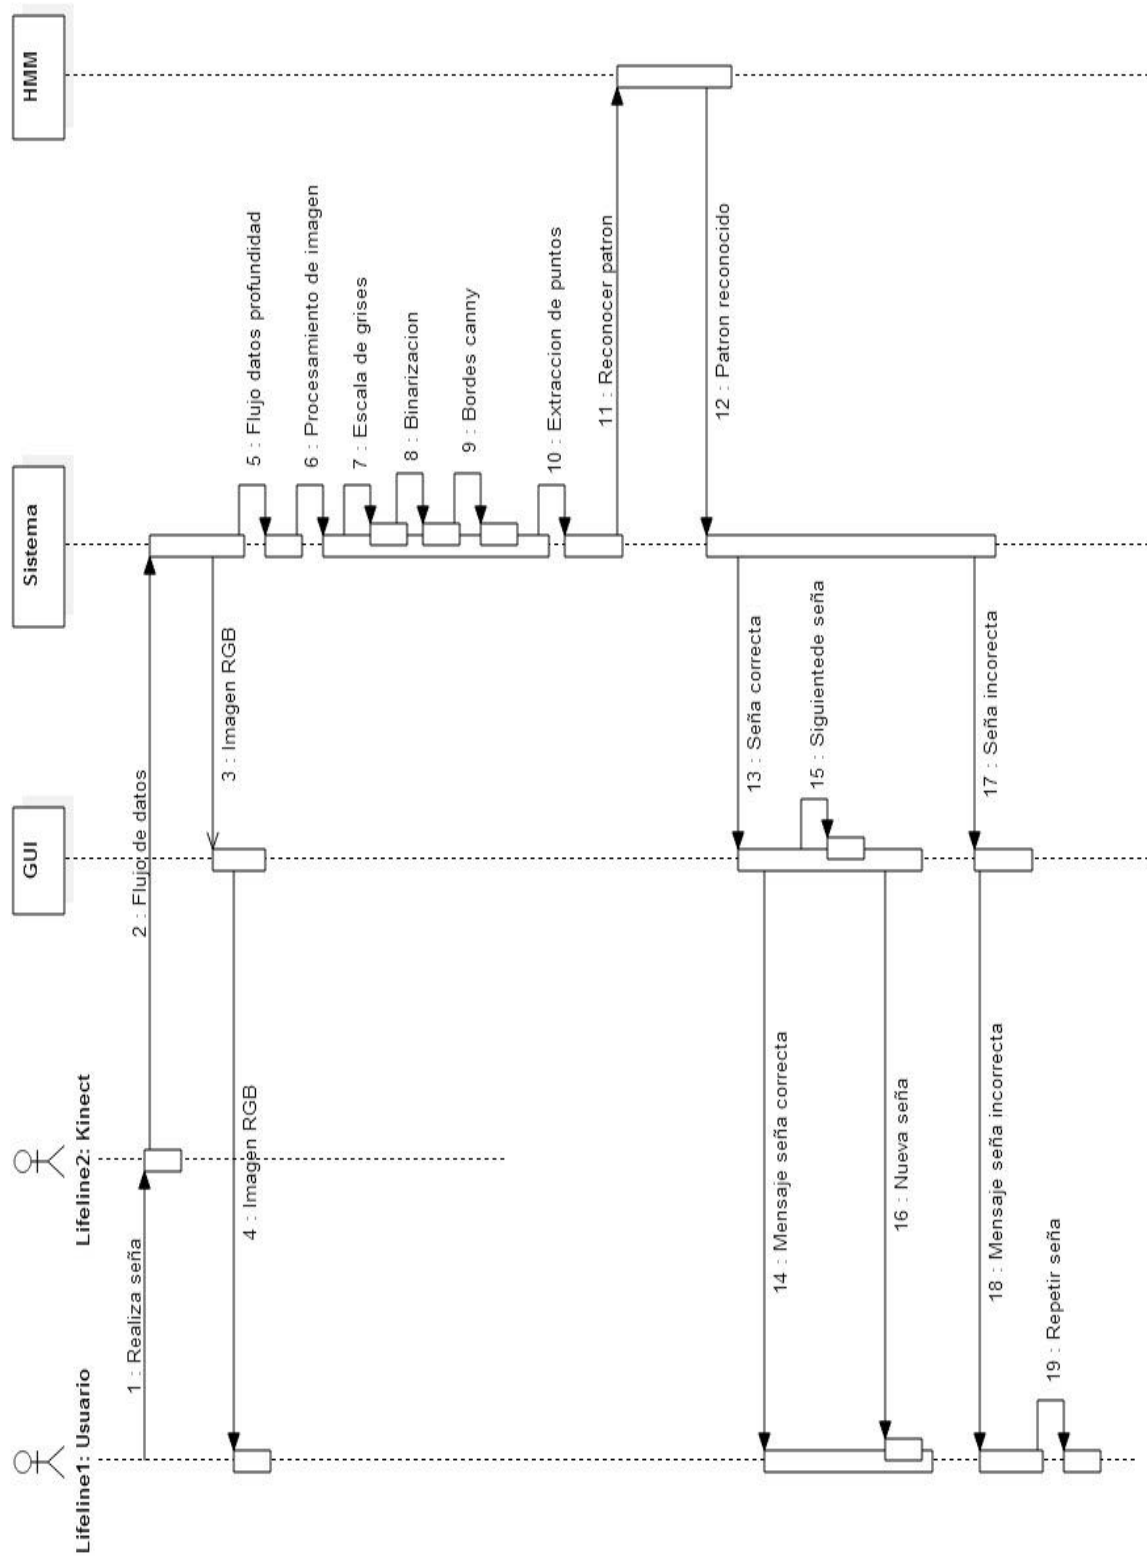 Lifeline1: Usuario
Lifeline2: Kinect
GUI
Sistema
HMM
1 : Realiza seña
2 : Flujo de datos
3 : Imagen RGB
4 : Imagen RGB
5 : Flujo datos profundidad
6 : Procesamiento de imagen
7 : Escala de grises
8 : Binarizacion
9 : Bordes canny
10 : Extraccion de puntos
11 : Reconocer patron
12 : Patron reconocido
13 : Seña correcta
14 : Mensaje seña correcta
15 : Siguientede seña
16 : Nueva seña
17 : Seña incorecta
18 : Mensaje seña incorrecta
19 : Repetir seña